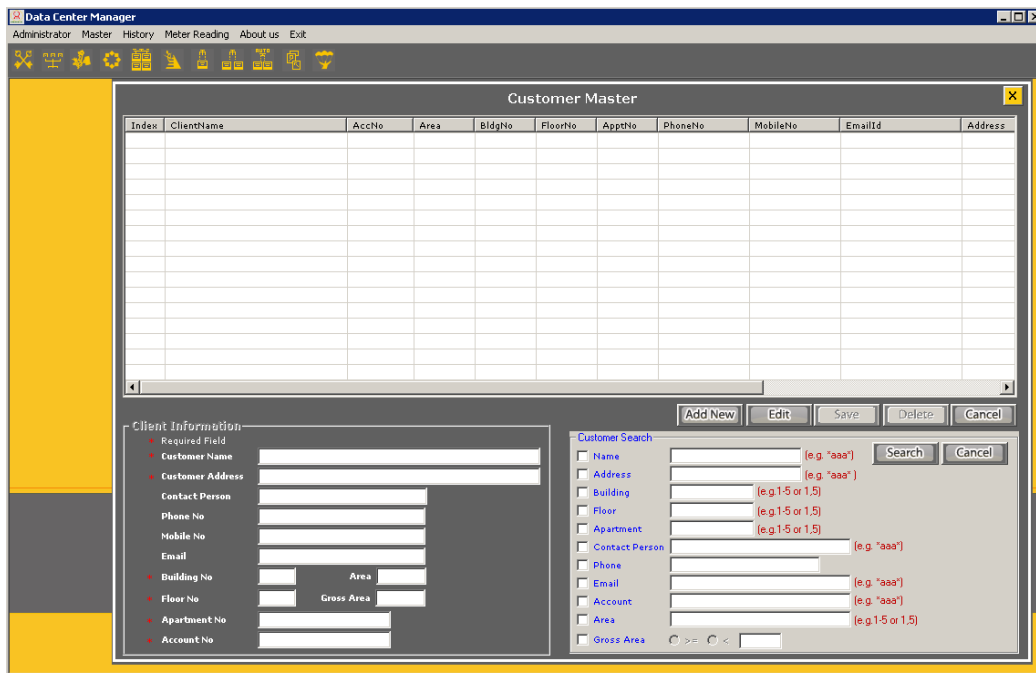 Data Center Manager
Administrator Master History Meter Reading About us Exit
Customer Master
Index ClientName AccNo Area BldgNo FloorNo ApptNo PhoneNo MobileNo EmailId Address
Add New Edit Save Delete Cancel
Client Information
* Required Field
* Customer Name
* Customer Address
Contact Person
Phone No
Mobile No
Email
* Building No Area
* Floor No Gross Area
* Apartment No
* Account No
Customer Search
Name (e.g. *aaa*) Search Cancel
Address (e.g. *aaa* )
Building (e.g.1-5 or 1,5)
Floor (e.g.1-5 or 1,5)
Apartment (e.g.1-5 or 1,5)
Contact Person (e.g. *aaa*)
Phone
Email (e.g. *aaa*)
Account (e.g. *aaa*)
Area (e.g.1-5 or 1,5)
Gross Area >= <